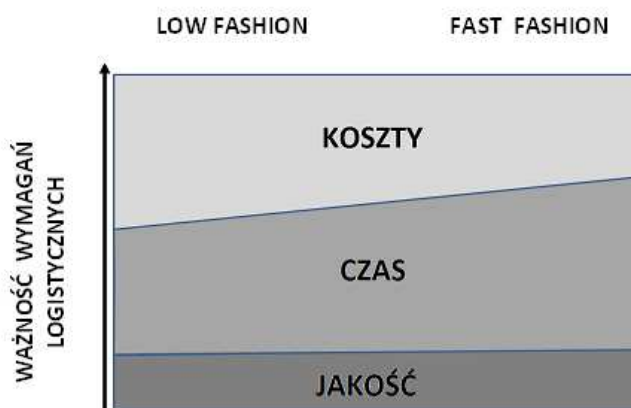 LOW FASHION
FAST FASHION
WAŻNOŚĆ WYMAGAŃ
LOGISTYCZNYCH
KOSZTY
CZAS
JAKOŚĆ